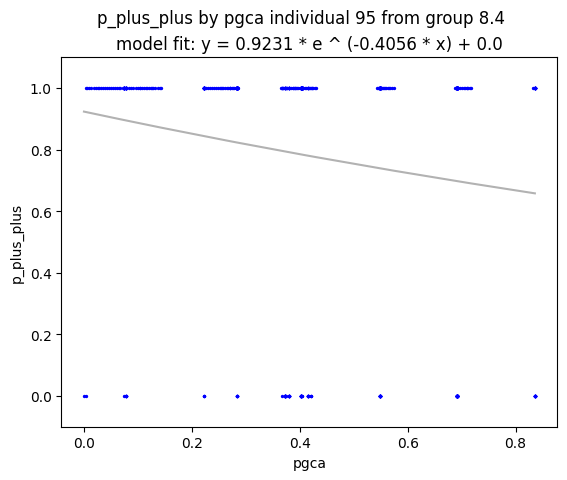 p_plus_plus by pgca individual 95 from group 8.4
model fit: y = 0.9231 * e ^ (-0.4056 * x) + 0.0
1.0
0.8
0.6
0.4
0.2
0.0
p_plus_plus
0.0 0.2 0.4 0.6 0.8
pgca